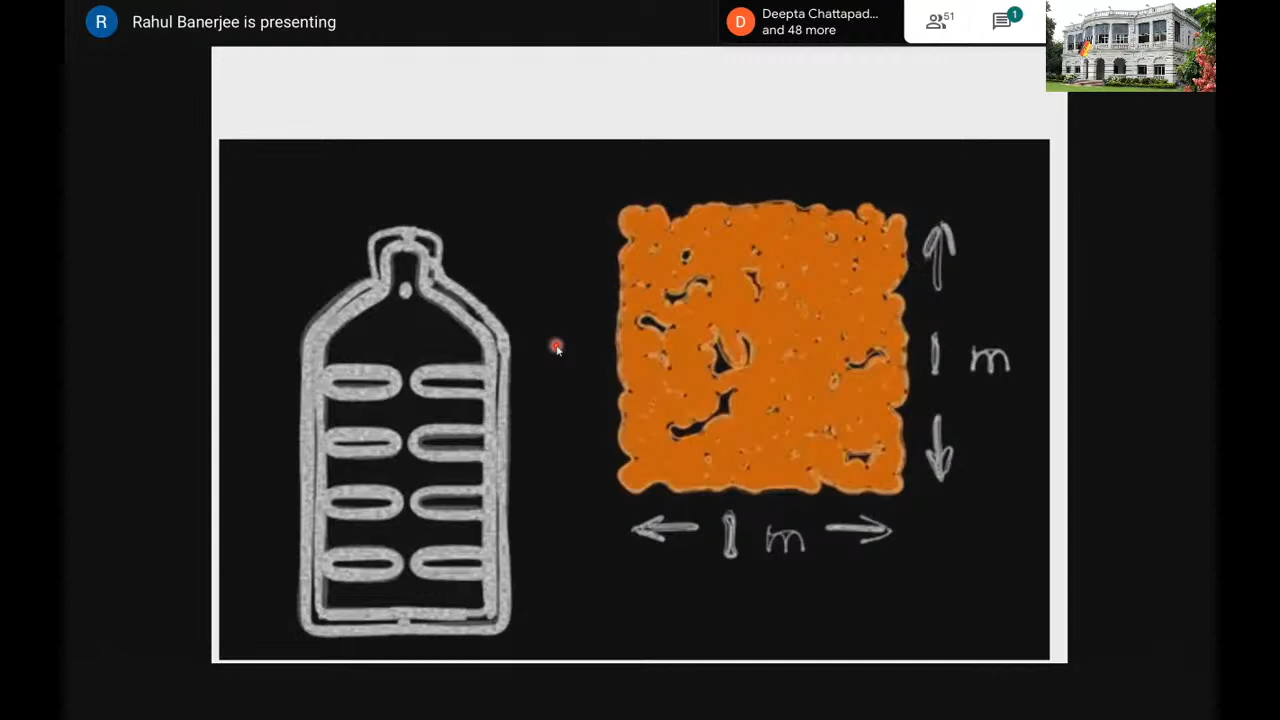 R
Rahul Banerjee is presenting
D
Deepta Chattapad...
and 48 more
51
1
1 m
1 m